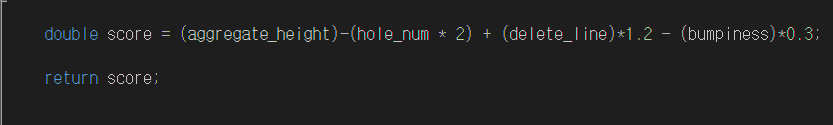 double score = (aggregate_height)-(hole_num * 2) + (delete_line)*1.2 - (bumpiness)*0.3;
return score;